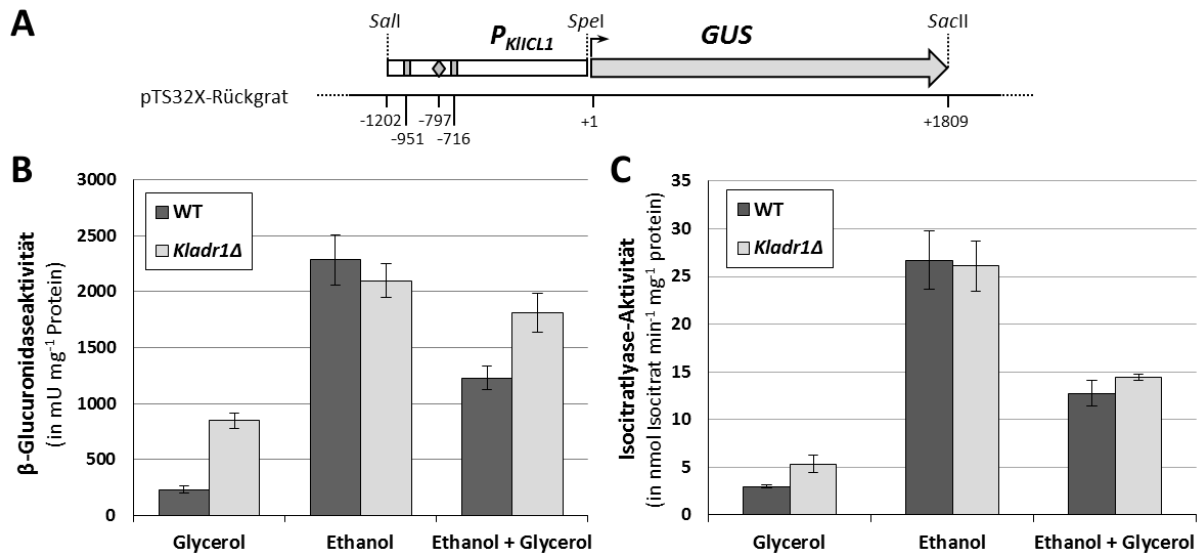 A
SalI
P_KlICL1
SpeI
GUS
SacII
pTS32X-Rückgrat
-1202
-951
-797
-716
+1
+1809
B
β-Glucuronidaseaktivität
(in mU mg⁻¹ Protein)
3000
2500
2000
1500
1000
500
0
WT
Kladr1Δ
Glycerol
Ethanol
Ethanol + Glycerol
C
Isocitratlyase-Aktivität
(in nmol Isocitrat min⁻¹ mg⁻¹ protein)
35
30
25
20
15
10
5
0
WT
Kladr1Δ
Glycerol
Ethanol
Ethanol + Glycerol